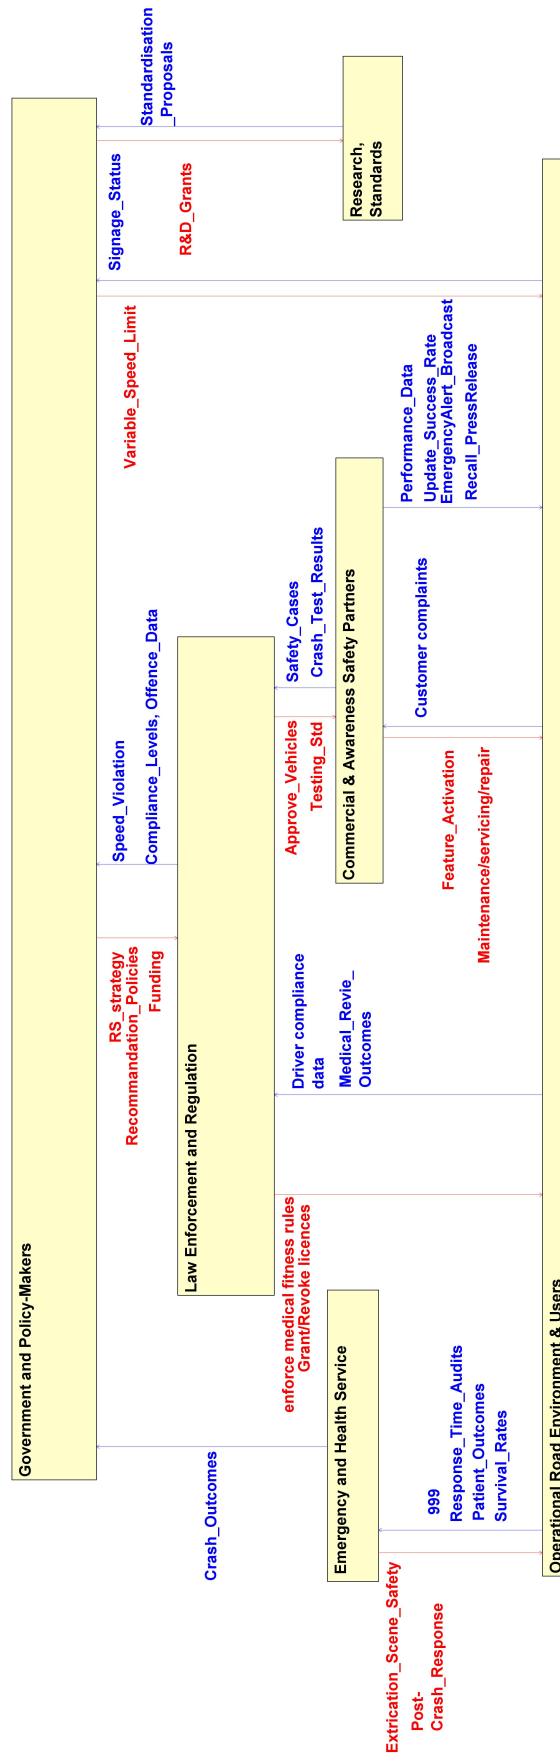 Government and Policy-Makers
Crash_Outcomes
RS_strategy
Recommandation_Policies
Funding
Speed_Violation
Compliance_Levels, Offence_Data
Variable_Speed_Limit
Signage_Status
R&D_Grants
Standardisation
_Proposals
Law Enforcement and Regulation
enforce medical fitness rules
Grant/Revoke licences
Driver compliance
data
Medical_Revie_
Outcomes
Approve_Vehicles
Testing_Std
Safety_Cases
Crash_Test_Results
Emergency and Health Service
Commercial & Awareness Safety Partners
Research,
Standards
Extrication_Scene_Safety
Post-
Crash_Response
999
Response_Time_Audits
Patient_Outcomes
Survival_Rates
Feature_Activation
Maintenance/servicing/repair
Customer complaints
Performance_Data
Update_Success_Rate
EmergencyAlert_Broadcast
Recall_PressRelease
Operational Road Environment & Users